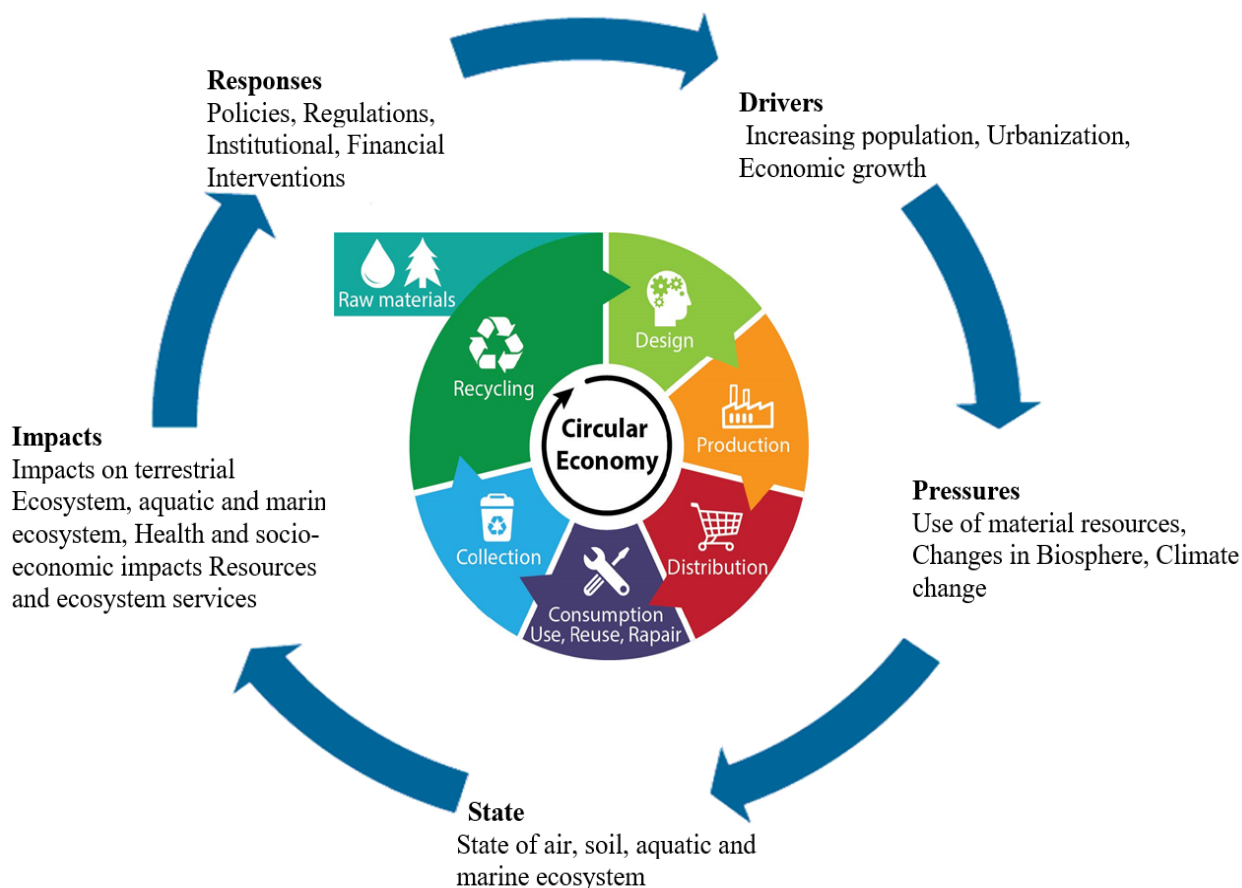 Responses
Policies, Regulations,
Institutional, Financial
Interventions
Drivers
Increasing population, Urbanization,
Economic growth
Pressures
Use of material resources,
Changes in Biosphere, Climate
change
State
State of air, soil, aquatic and
marine ecosystem
Impacts
Impacts on terrestrial
Ecosystem, aquatic and marin
ecosystem, Health and socio-
economic impacts Resources
and ecosystem services
Raw materials
Design
Production
Distribution
Consumption
Use, Reuse, Rapair
Collection
Recycling
Circular
Economy